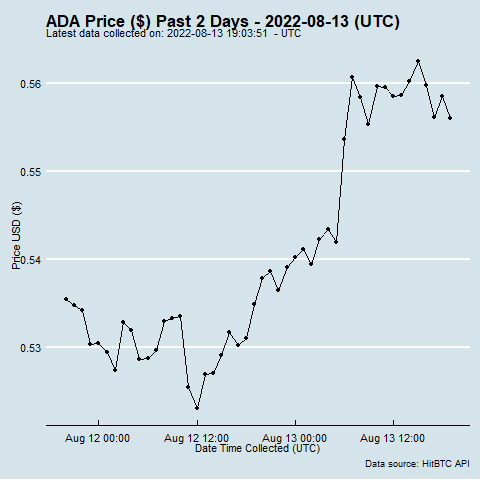 ADA Price ($) Past 2 Days - 2022-08-13 (UTC)
Latest data collected on: 2022-08-13 19:03:51 - UTC
0.56
0.55
0.54
0.53
Price USD ($)
Aug 12 00:00 Aug 12 12:00 Aug 13 00:00 Aug 13 12:00
Date Time Collected (UTC)
Data source: HitBTC API